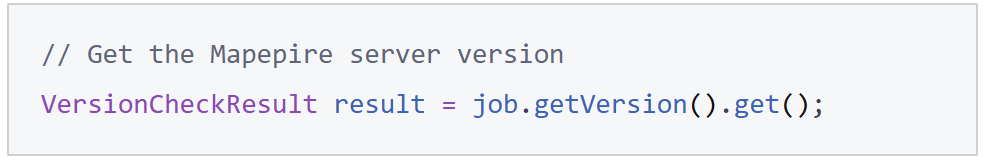 // Get the Mapepire server version
VersionCheckResult result = job.getVersion().get();